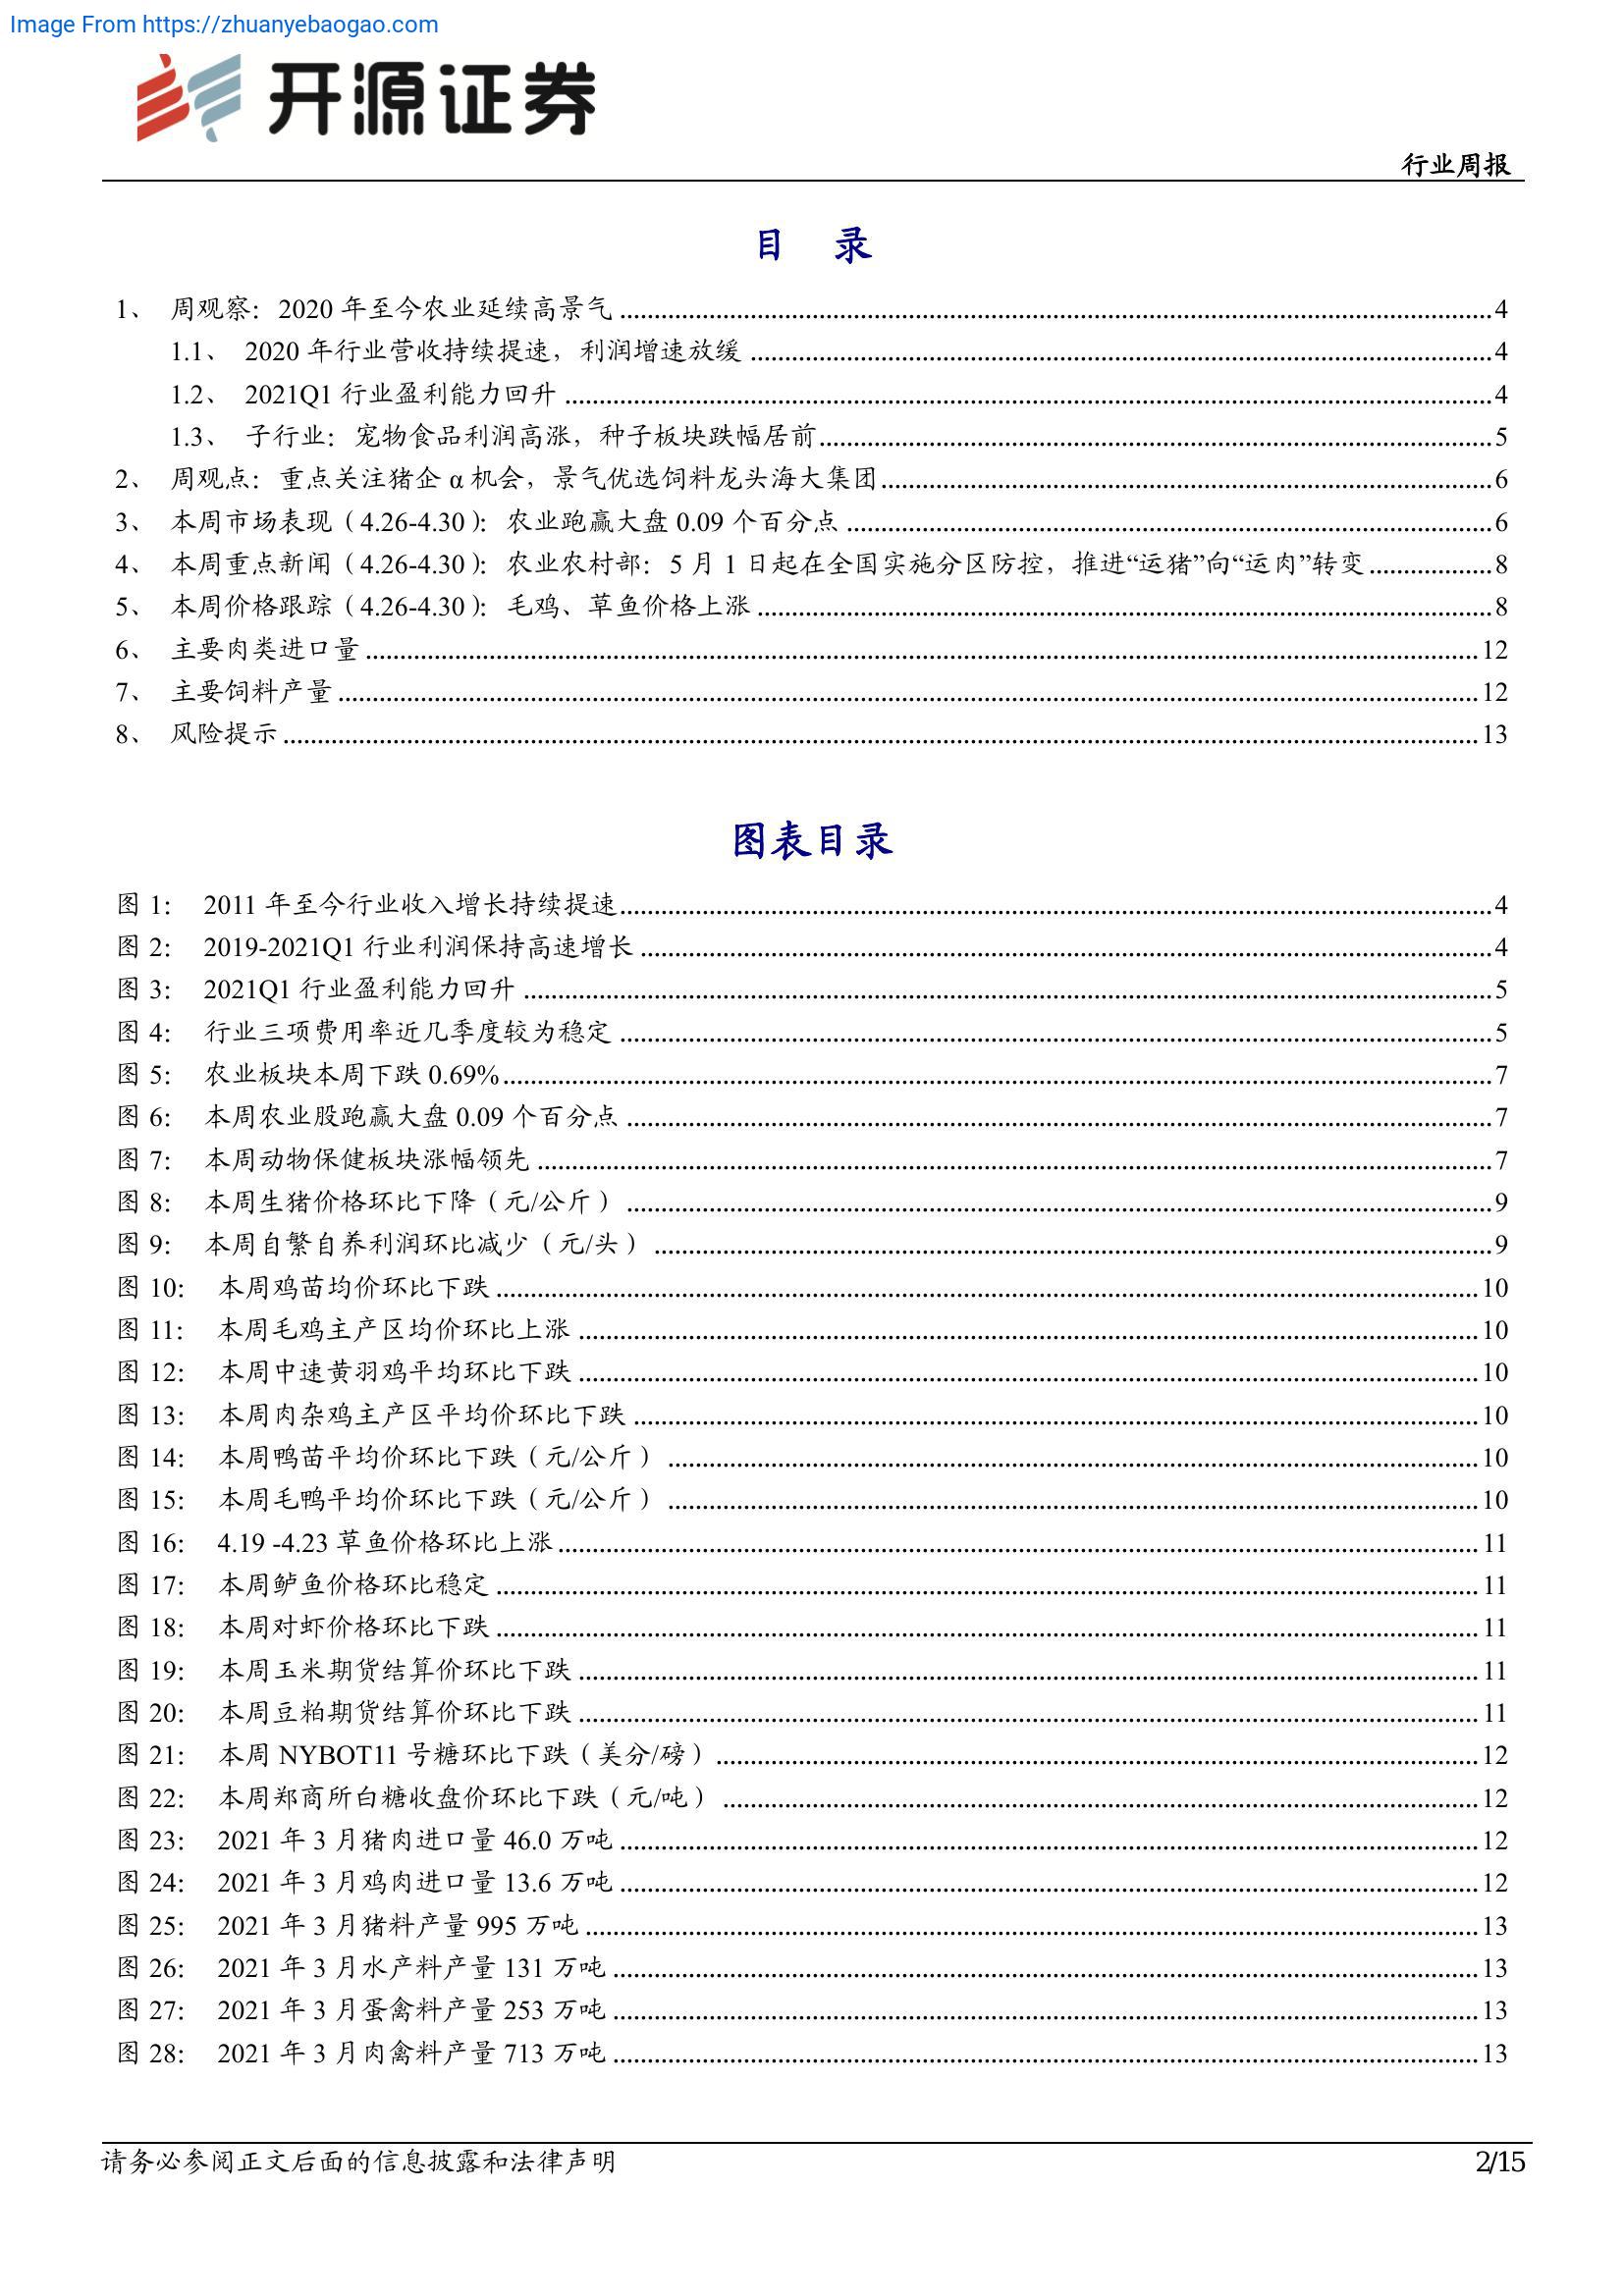 Image From https://zhuanyebaogao.com
开源证券
行业周报
目 录
1、 周观察：2020 年至今农业延续高景气 4
1.1、 2020 年行业营收持续提速，利润增速放缓 4
1.2、 2021Q1 行业盈利能力回升 4
1.3、 子行业：宠物食品利润高涨，种子板块跌幅居前 5
2、 周观点：重点关注猪企 α 机会，景气优选饲料龙头海大集团 6
3、 本周市场表现（4.26-4.30）：农业跑赢大盘 0.09 个百分点 6
4、 本周重点新闻（4.26-4.30）：农业农村部：5 月 1 日起在全国实施分区防控，推进“运猪”向“运肉”转变 8
5、 本周价格跟踪（4.26-4.30）：毛鸡、草鱼价格上涨 8
6、 主要肉类进口量 12
7、 主要饲料产量 12
8、 风险提示 13
图表目录
图 1： 2011 年至今行业收入增长持续提速 4
图 2： 2019-2021Q1 行业利润保持高速增长 4
图 3： 2021Q1 行业盈利能力回升 5
图 4： 行业三项费用率近几季度较为稳定 5
图 5： 农业板块本周下跌 0.69% 7
图 6： 本周农业股跑赢大盘 0.09 个百分点 7
图 7： 本周动物保健板块涨幅领先 7
图 8： 本周生猪价格环比下降（元/公斤） 9
图 9： 本周自繁自养利润环比减少（元/头） 9
图 10： 本周鸡苗均价环比下跌 10
图 11： 本周毛鸡主产区均价环比上涨 10
图 12： 本周中速黄羽鸡平均环比下跌 10
图 13： 本周肉杂鸡主产区平均价环比下跌 10
图 14： 本周鸭苗平均价环比下跌（元/公斤） 10
图 15： 本周毛鸭平均价环比下跌（元/公斤） 10
图 16： 4.19 -4.23 草鱼价格环比上涨 11
图 17： 本周鲈鱼价格环比稳定 11
图 18： 本周对虾价格环比下跌 11
图 19： 本周玉米期货结算价环比下跌 11
图 20： 本周豆粕期货结算价环比下跌 11
图 21： 本周 NYBOT11 号糖环比下跌（美分/磅） 12
图 22： 本周郑商所白糖收盘价环比下跌（元/吨） 12
图 23： 2021 年 3 月猪肉进口量 46.0 万吨 12
图 24： 2021 年 3 月鸡肉进口量 13.6 万吨 12
图 25： 2021 年 3 月猪料产量 995 万吨 13
图 26： 2021 年 3 月水产料产量 131 万吨 13
图 27： 2021 年 3 月蛋禽料产量 253 万吨 13
图 28： 2021 年 3 月肉禽料产量 713 万吨 13
请务必参阅正文后面的信息披露和法律声明 2/15